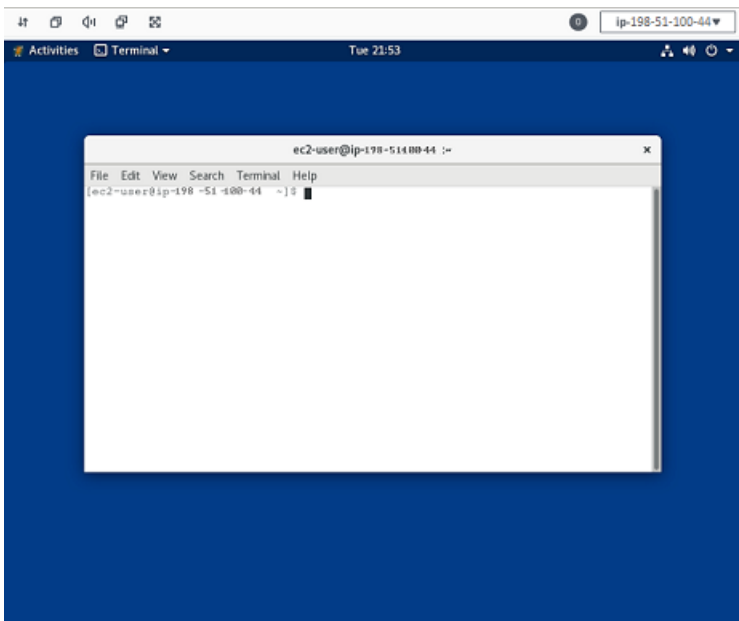 0 ip-198-51-100-44▾
Activities Terminal ▾ Tue 21:53
ec2-user@ip-198-51-100-44:~ ×
File Edit View Search Terminal Help
[ec2-user@ip-198-51-100-44 ~]$